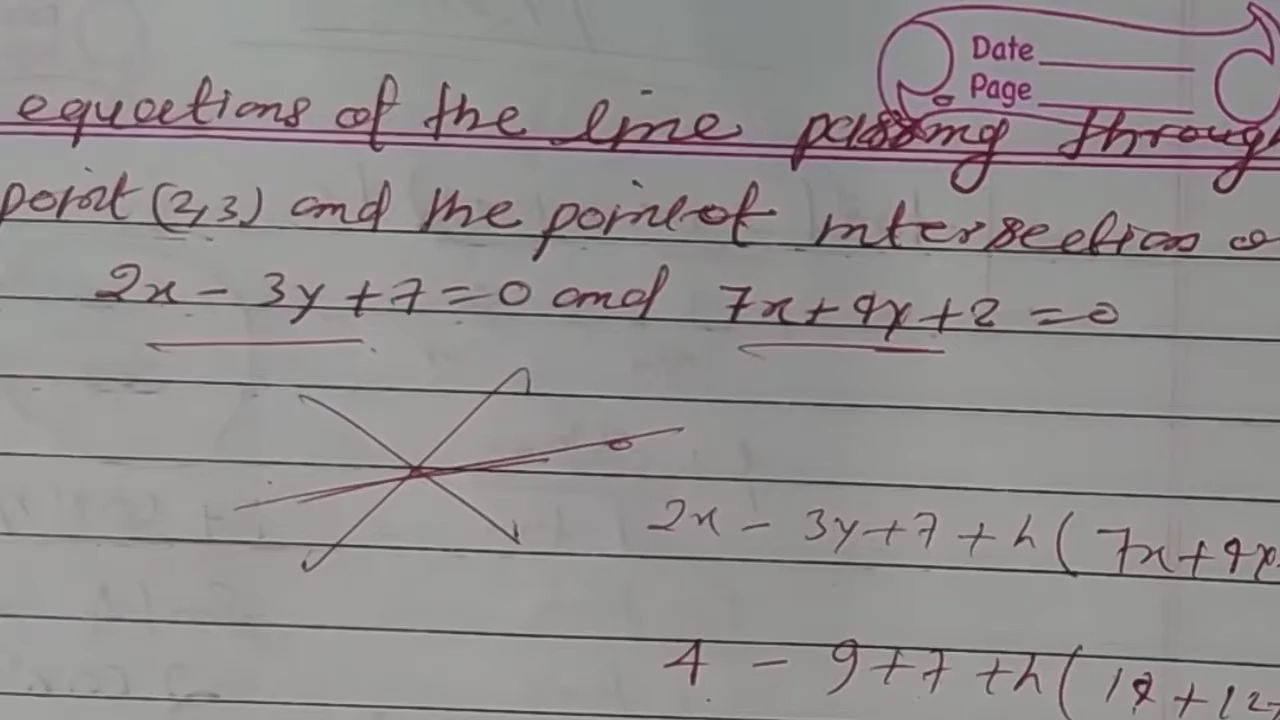 Date
Page
equations of the line passing through
point (2,3) and the point of intersection o
2x - 3y + 7 = 0 and 7x + 4y + 2 = 0
2x - 3y + 7 + h ( 7x + 4y
4 - 9 + 7 + h ( 14 + 12 +